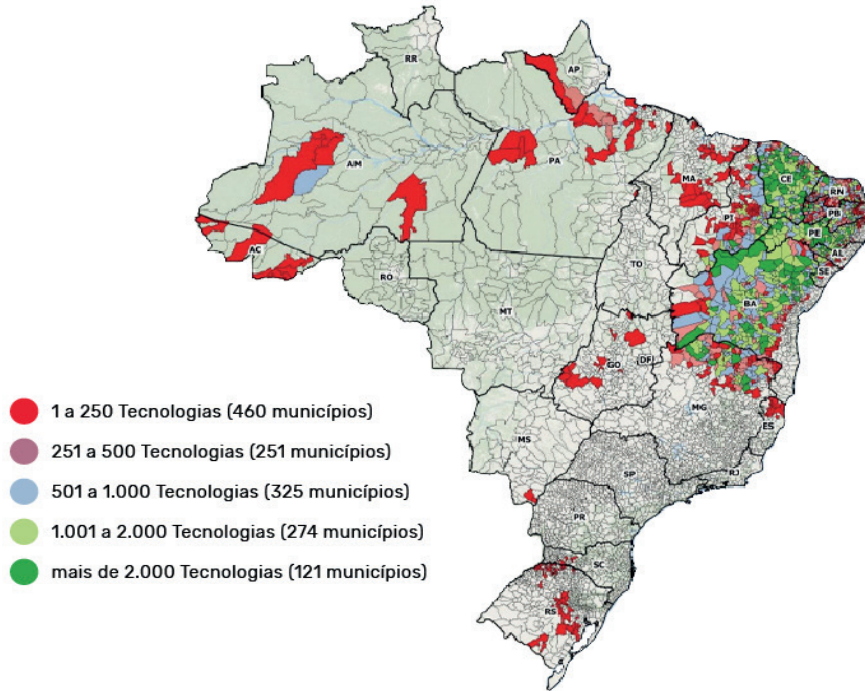 RR
AP
AM
PA
MA
CE
RN
PB
PI
PE
AL
SE
AC
TO
RO
BA
MT
GO
DF
MG
ES
MS
SP
RJ
PR
SC
RS
1 a 250 Tecnologias (460 municípios)
251 a 500 Tecnologias (251 municípios)
501 a 1.000 Tecnologias (325 municípios)
1.001 a 2.000 Tecnologias (274 municípios)
mais de 2.000 Tecnologias (121 municípios)